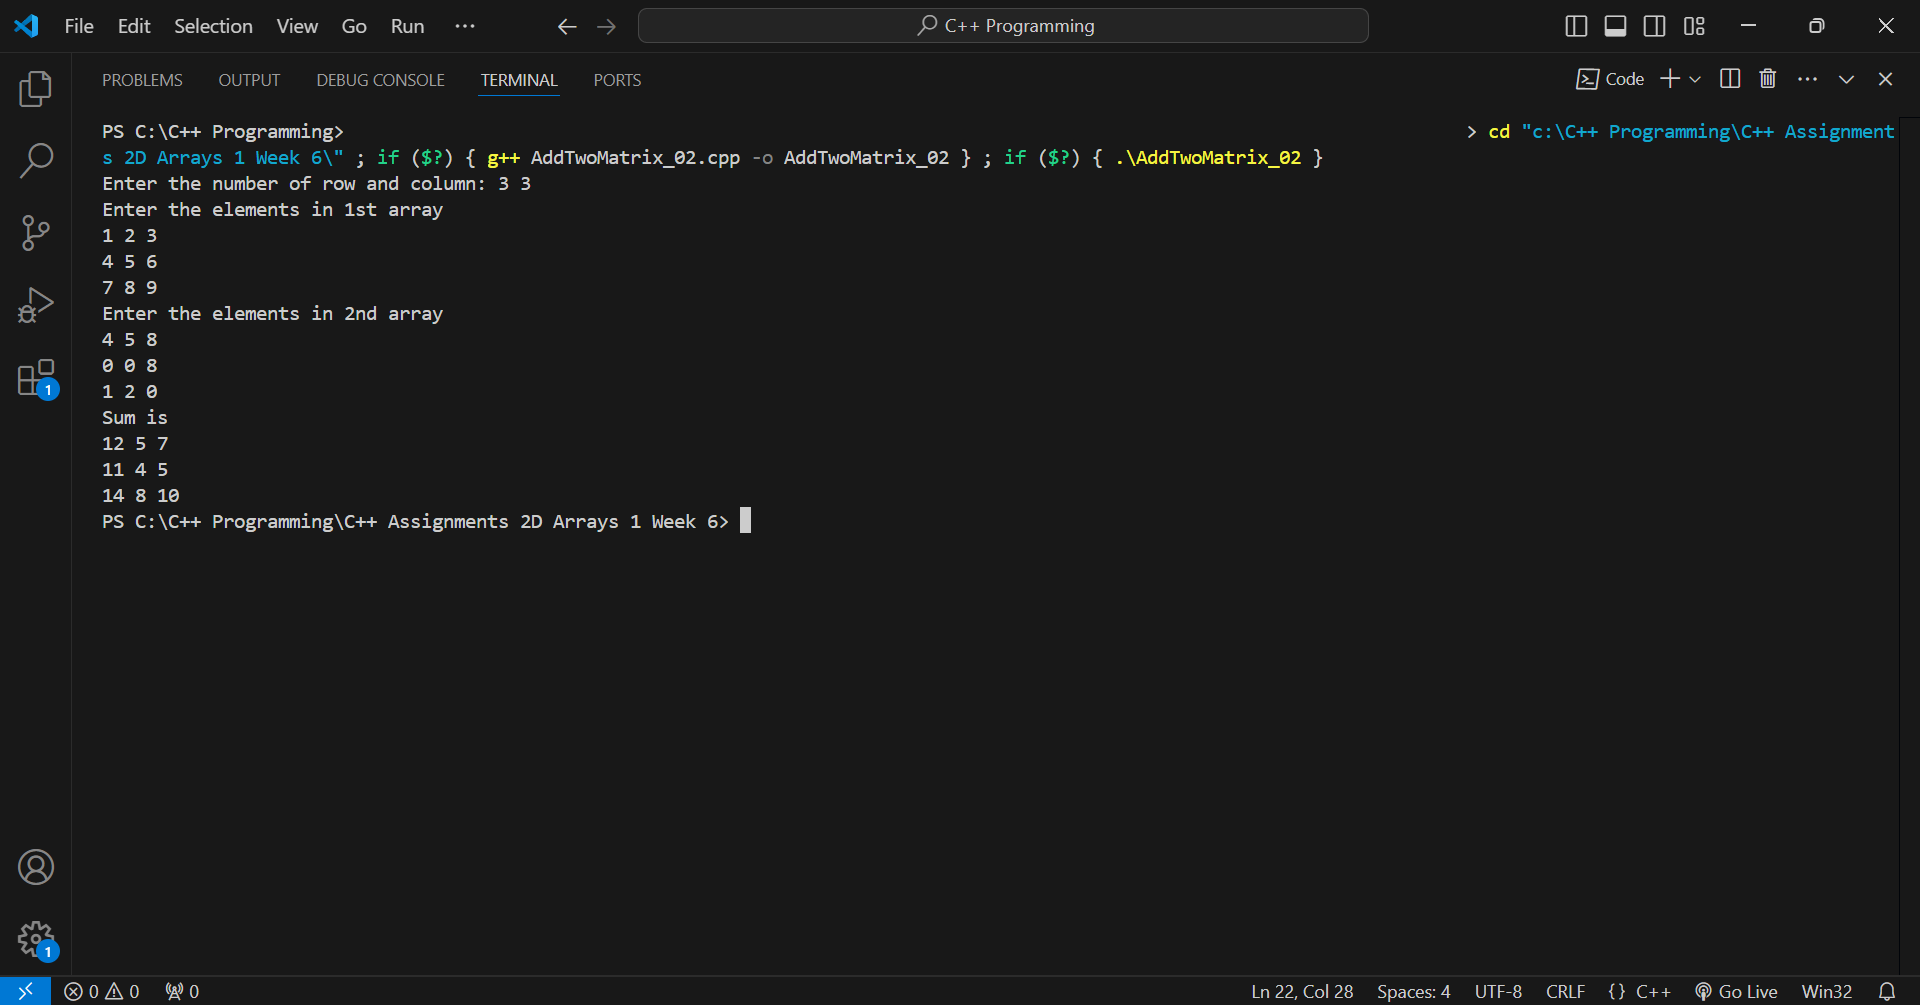 File Edit Selection View Go Run ··· C++ Programming
PROBLEMS OUTPUT DEBUG CONSOLE TERMINAL PORTS Code
PS C:\C++ Programming> > cd "c:\C++ Programming\C++ Assignment
s 2D Arrays 1 Week 6\" ; if ($?) { g++ AddTwoMatrix_02.cpp -o AddTwoMatrix_02 } ; if ($?) { .\AddTwoMatrix_02 }
Enter the number of row and column: 3 3
Enter the elements in 1st array
1 2 3
4 5 6
7 8 9
Enter the elements in 2nd array
4 5 8
0 0 8
1 2 0
Sum is
12 5 7
11 4 5
14 8 10
PS C:\C++ Programming\C++ Assignments 2D Arrays 1 Week 6>
1
1
0 0 0 Ln 22, Col 28 Spaces: 4 UTF-8 CRLF {} C++ Go Live Win32